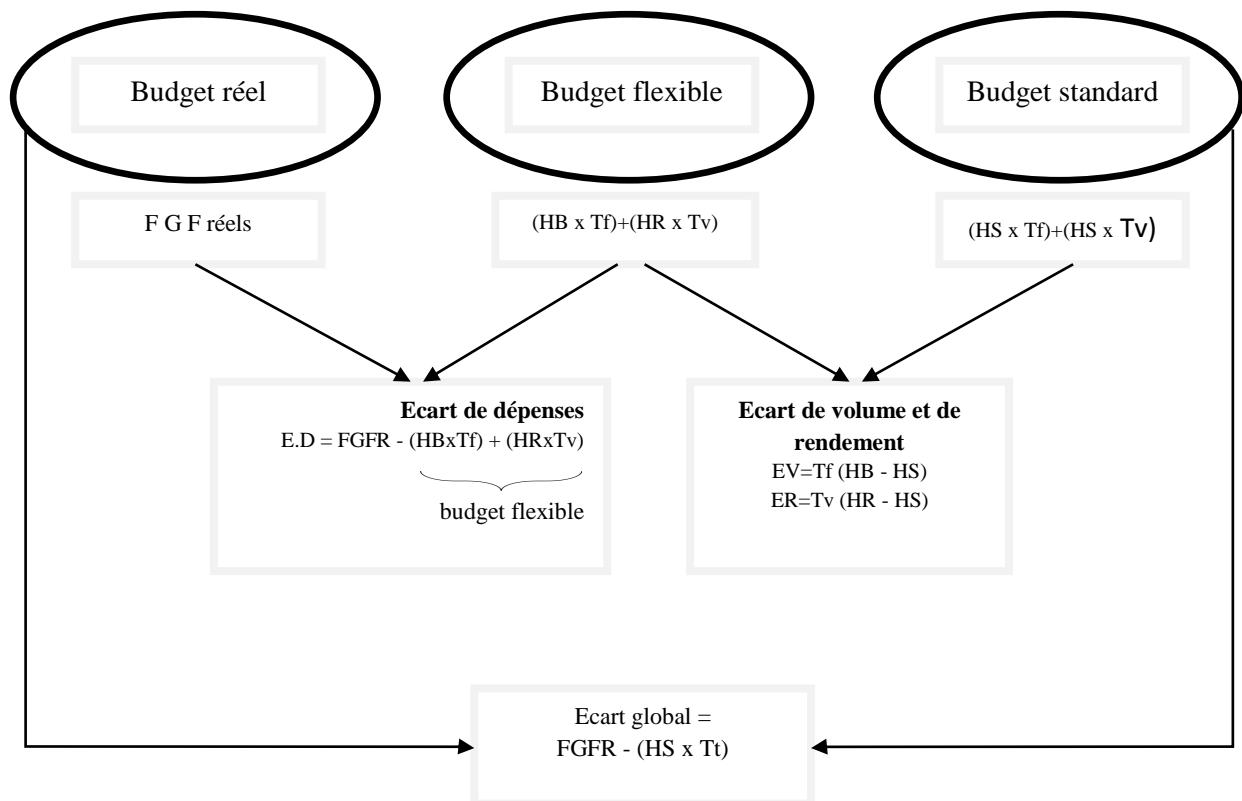 Budget réel
Budget flexible
Budget standard
F G F réels
(HB x Tf)+(HR x Tv)
(HS x Tf)+(HS x Tv)
Ecart de dépenses
E.D = FGFR - (HBxTf) + (HRxTv)
budget flexible
Ecart de volume et de
rendement
EV=Tf (HB - HS)
ER=Tv (HR - HS)
Ecart global =
FGFR - (HS x Tt)